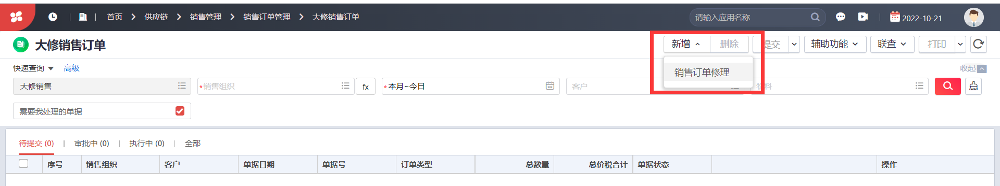 首页 供应链 销售管理 销售订单管理 大修销售订单 请输入应用名称 2022-10-21
大修销售订单 新增 删除 提交 辅助功能 联查 打印
快速查询 高级 收起
销售订单修理
大修销售 *销售组织 fx *本月~今日 客户 物料
需要我处理的单据
待提交 (0) 审批中 (0) 执行中 (0) 全部
序号 销售组织 客户 单据日期 单据号 订单类型 总数量 总价税合计 单据状态 操作